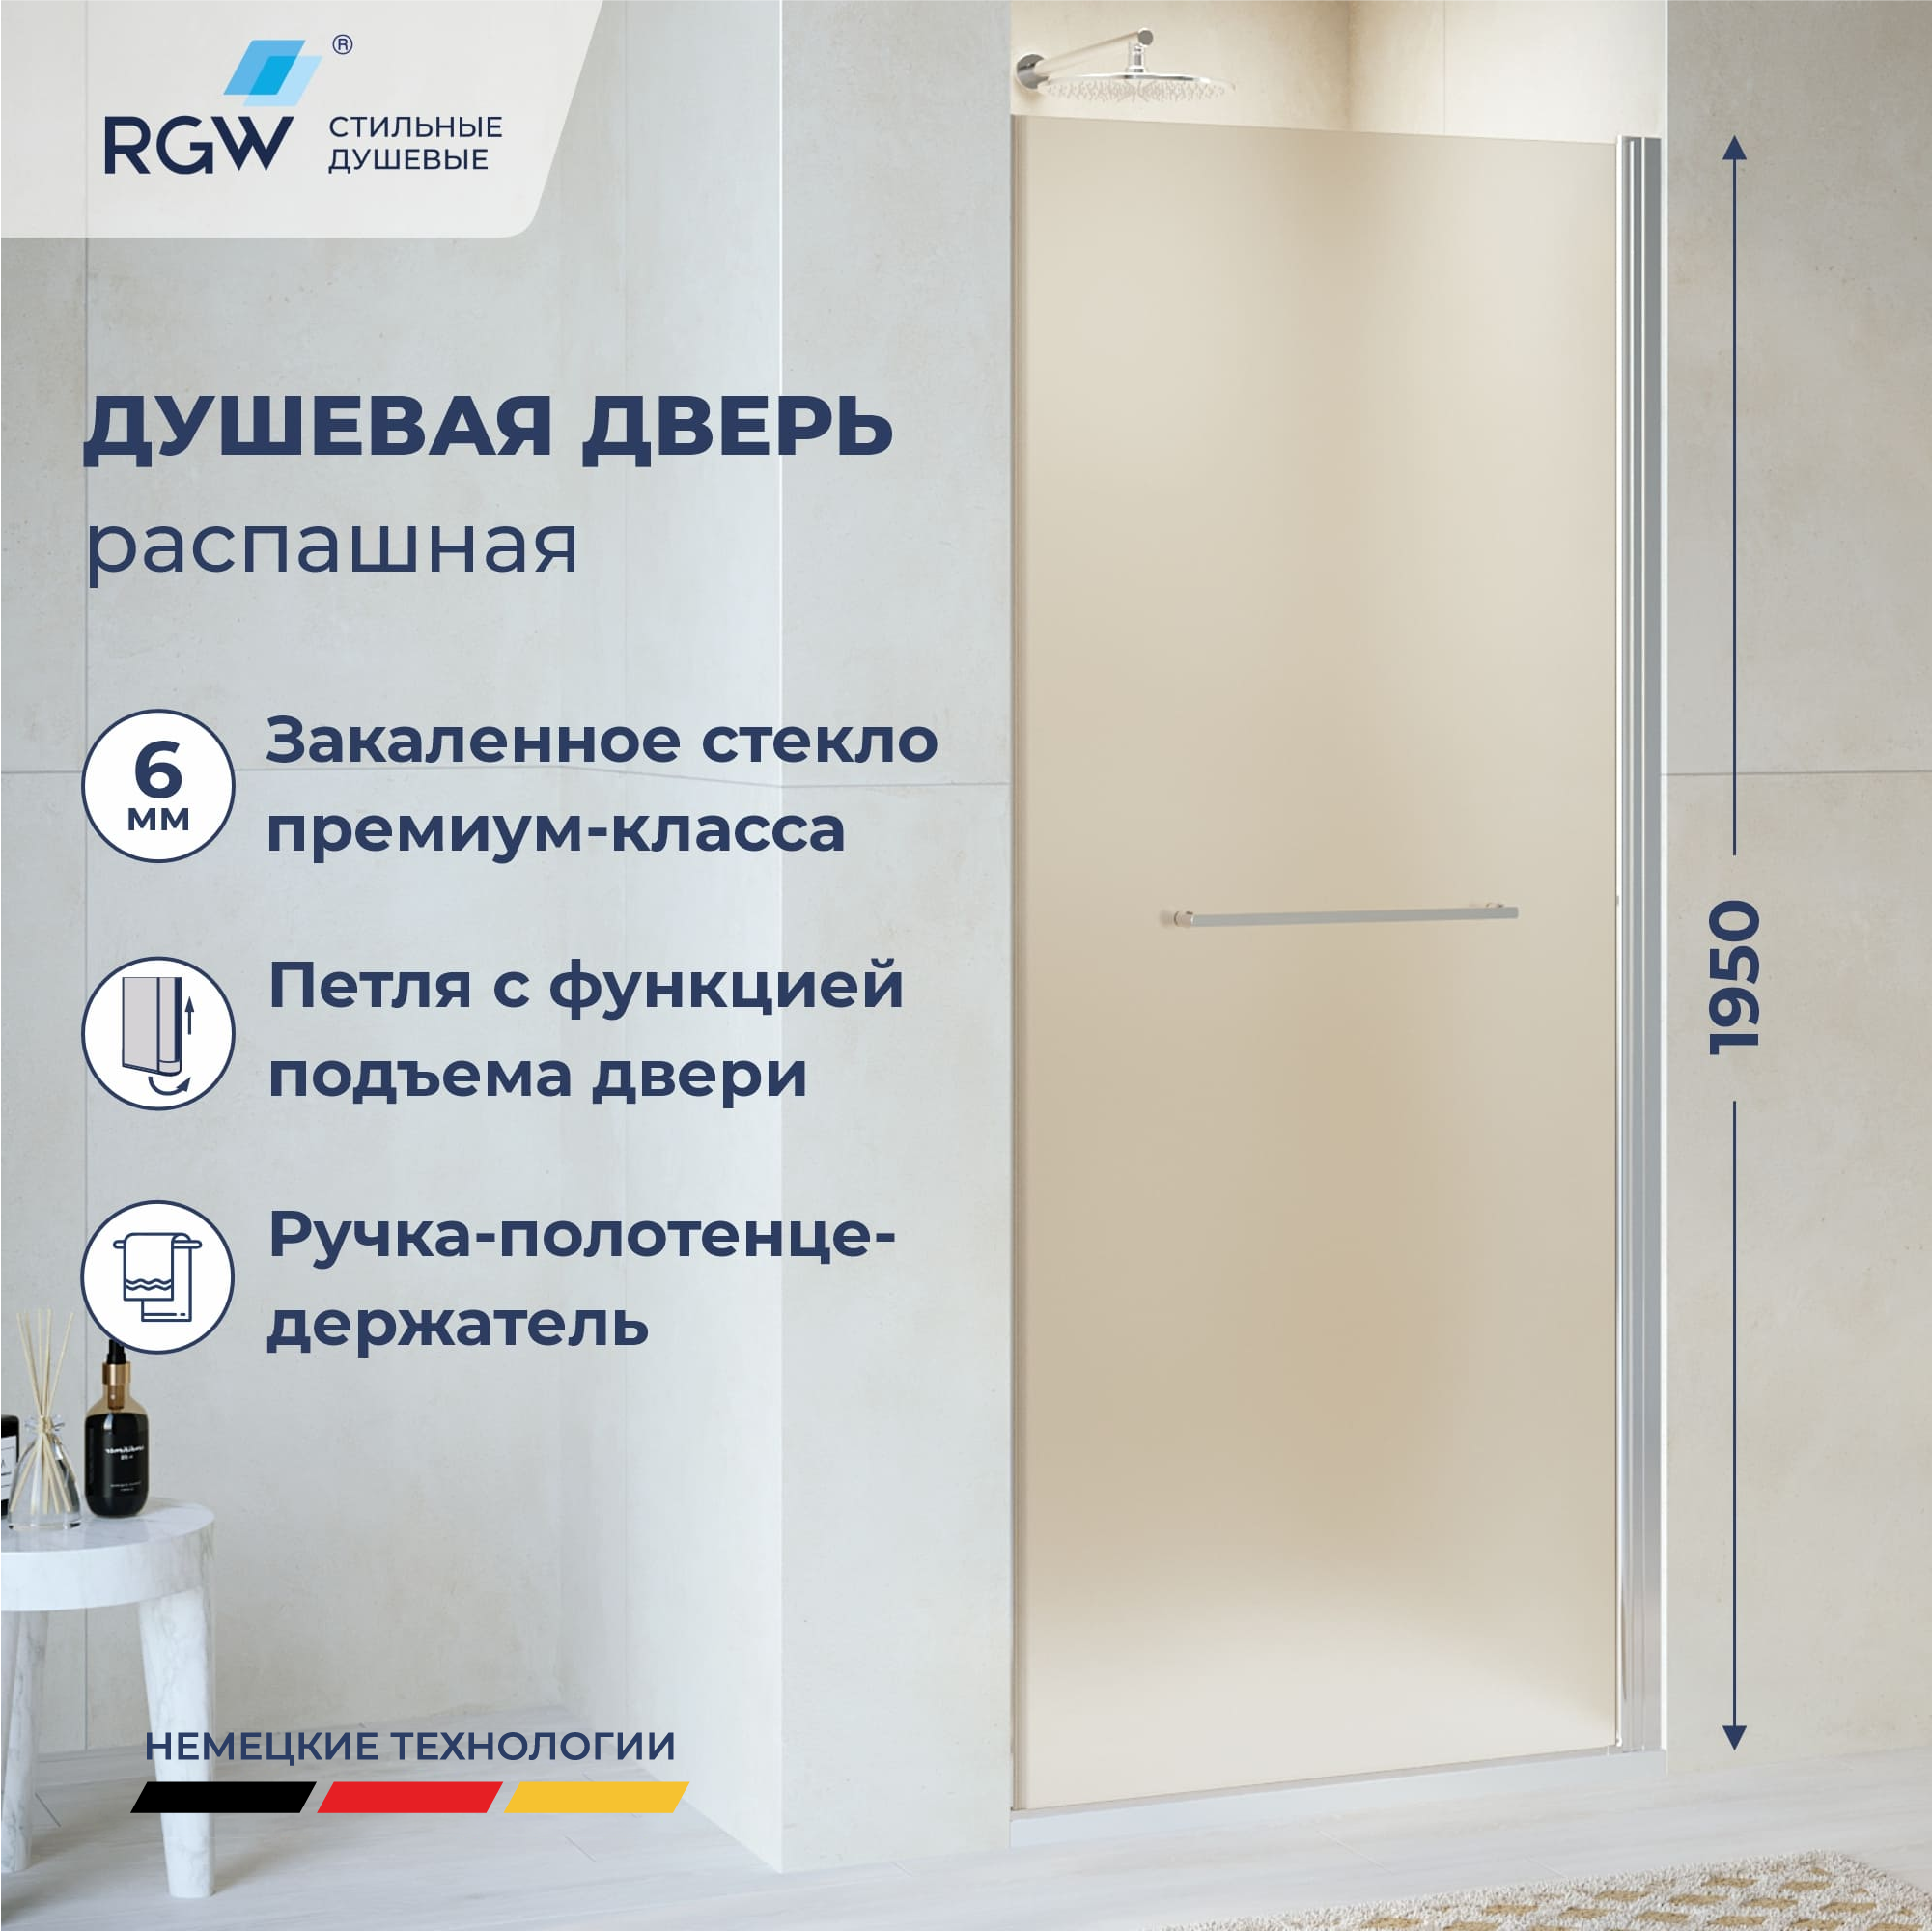 RGW
®
СТИЛЬНЫЕ
ДУШЕВЫЕ
ДУШЕВАЯ ДВЕРЬ
распашная
6
мм
Закаленное стекло
премиум-класса
Петля с функцией
подъема двери
Ручка-полотенце-
держатель
1950
НЕМЕЦКИЕ ТЕХНОЛОГИИ